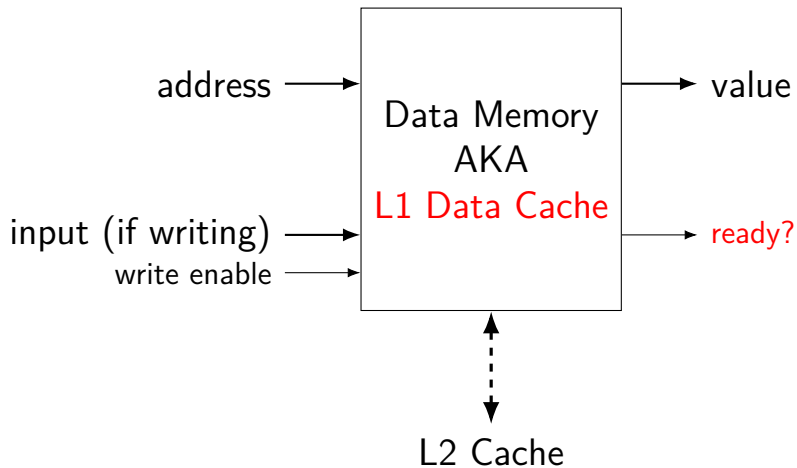 address
value
Data Memory
AKA
L1 Data Cache
input (if writing)
ready?
write enable
L2 Cache